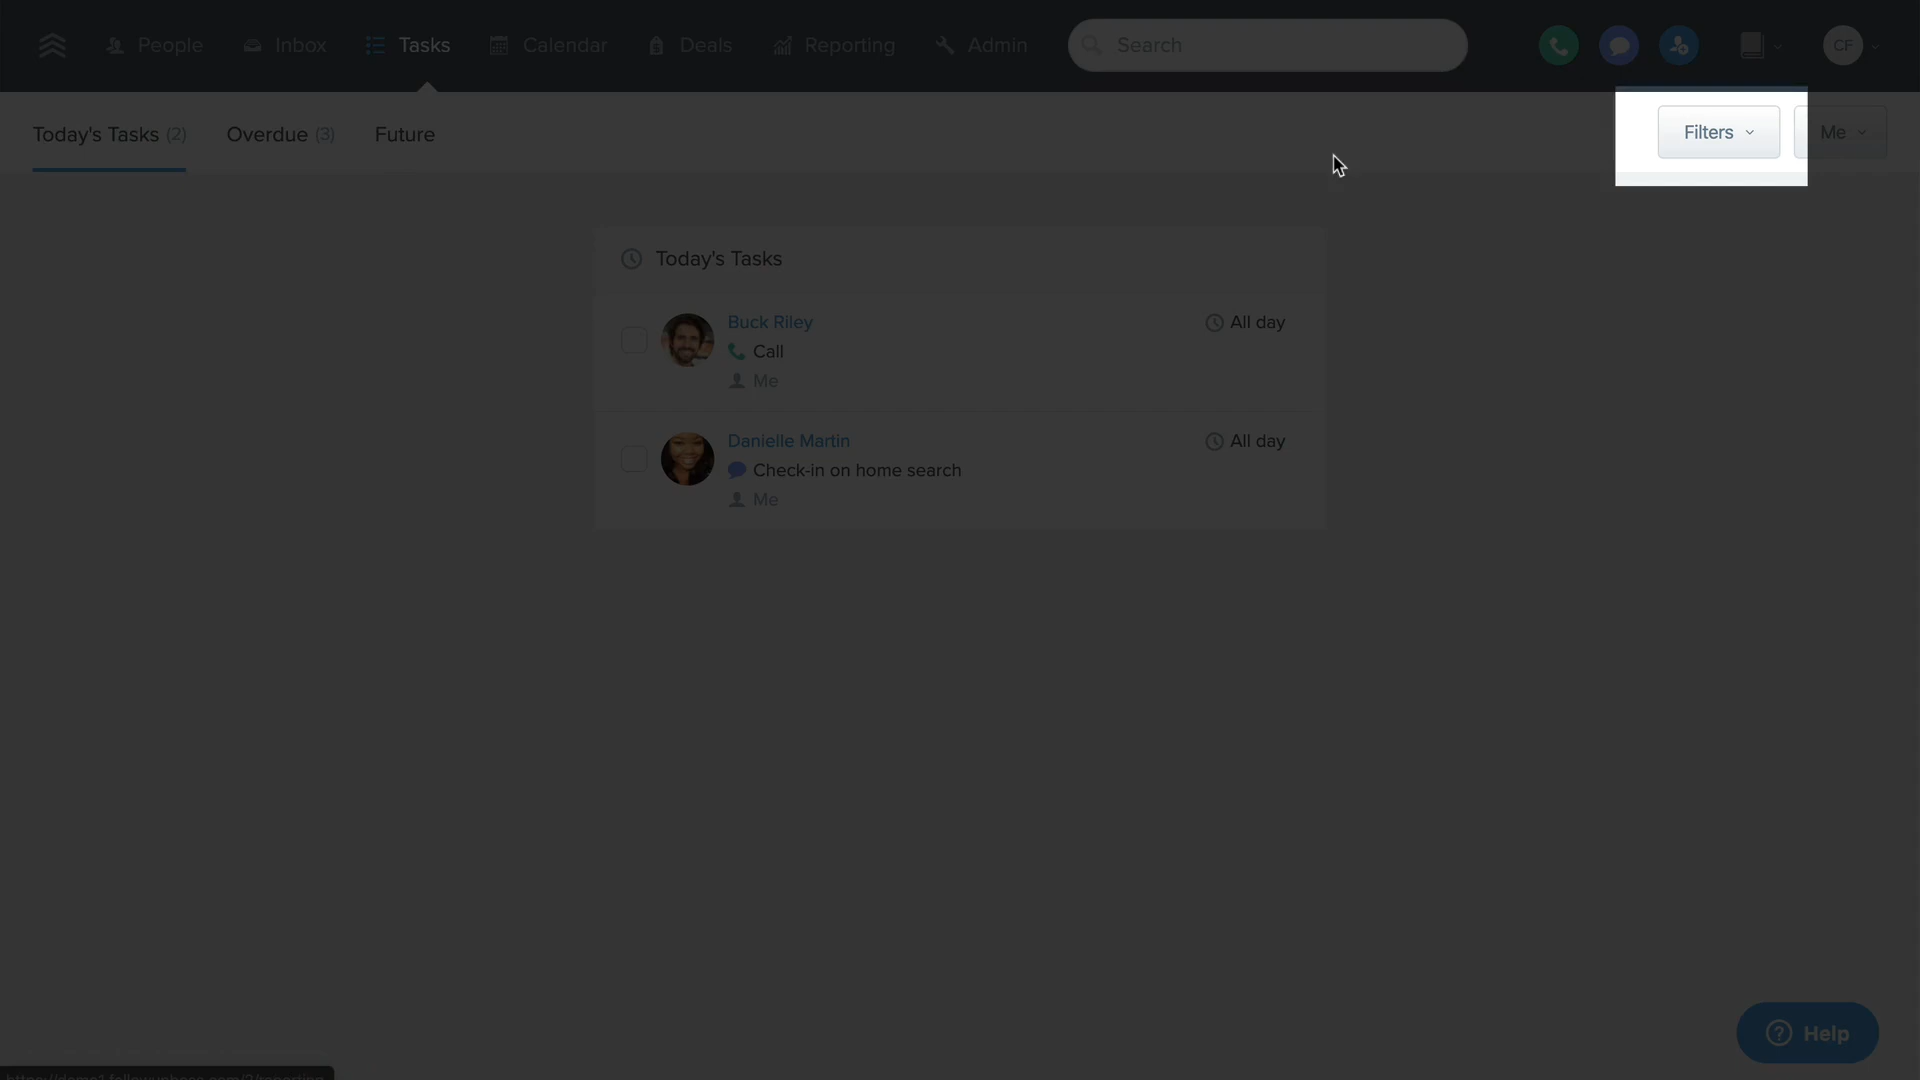 People Inbox Tasks Calendar Deals Reporting Admin Search CF
Today's Tasks (2) Overdue (3) Future Filters Me
Today's Tasks
Buck Riley All day
Call
Me
Danielle Martin All day
Check-in on home search
Me
Help